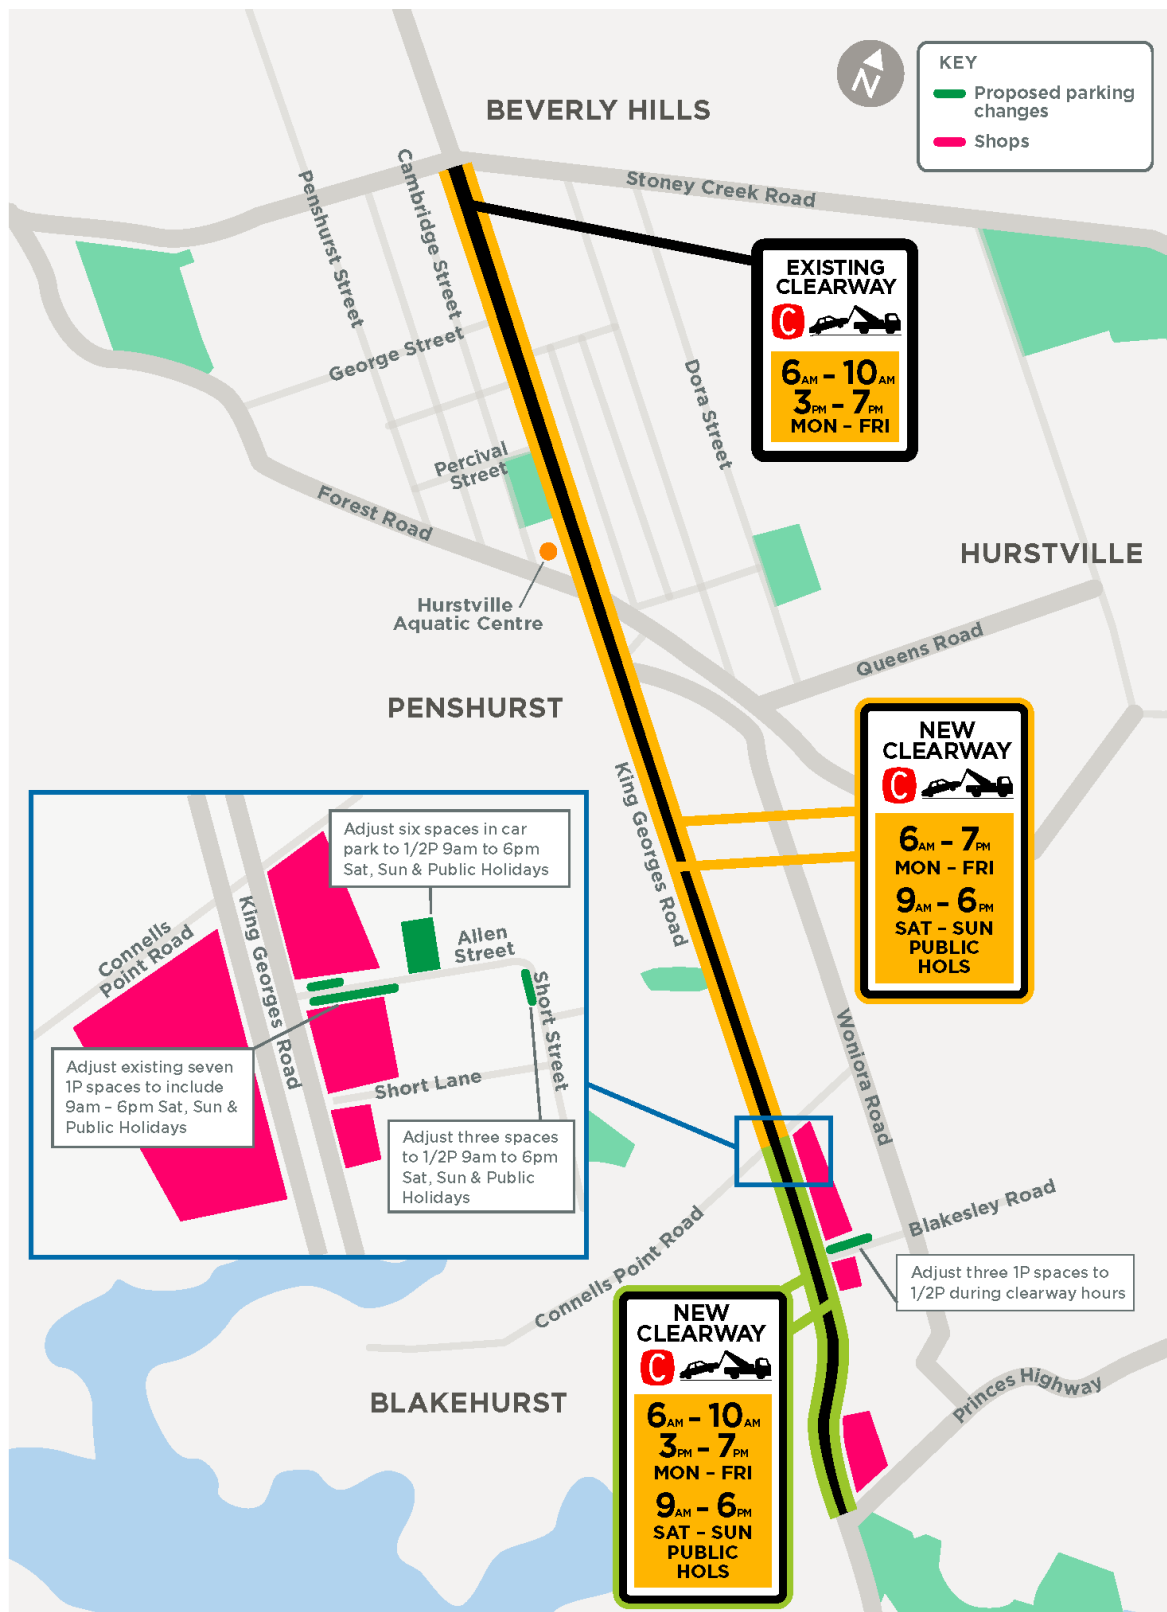 N
KEY
Proposed parking
changes
Shops
BEVERLY HILLS
Stoney Creek Road
Penshurst Street
Cambridge Street
George Street
EXISTING
CLEARWAY
C
6AM – 10AM
3PM – 7PM
MON – FRI
Dora Street
Percival
Street
Forest Road
HURSTVILLE
Hurstville
Aquatic Centre
Queens Road
PENSHURST
King Georges Road
NEW
CLEARWAY
C
6AM – 7PM
MON – FRI
9AM – 6PM
SAT – SUN
PUBLIC
HOLS
Adjust six spaces in car
park to 1/2P 9am to 6pm
Sat, Sun & Public Holidays
Connells
Point Road
King Georges Road
Allen
Street
Short Street
Adjust existing seven
1P spaces to include
9am – 6pm Sat, Sun &
Public Holidays
Short Lane
Adjust three spaces
to 1/2P 9am to 6pm
Sat, Sun & Public
Holidays
Woniora Road
Blakesley Road
Connells Point Road
Adjust three 1P spaces to
1/2P during clearway hours
NEW
CLEARWAY
C
6AM – 10AM
3PM – 7PM
MON – FRI
9AM – 6PM
SAT – SUN
PUBLIC
HOLS
Princes Highway
BLAKEHURST